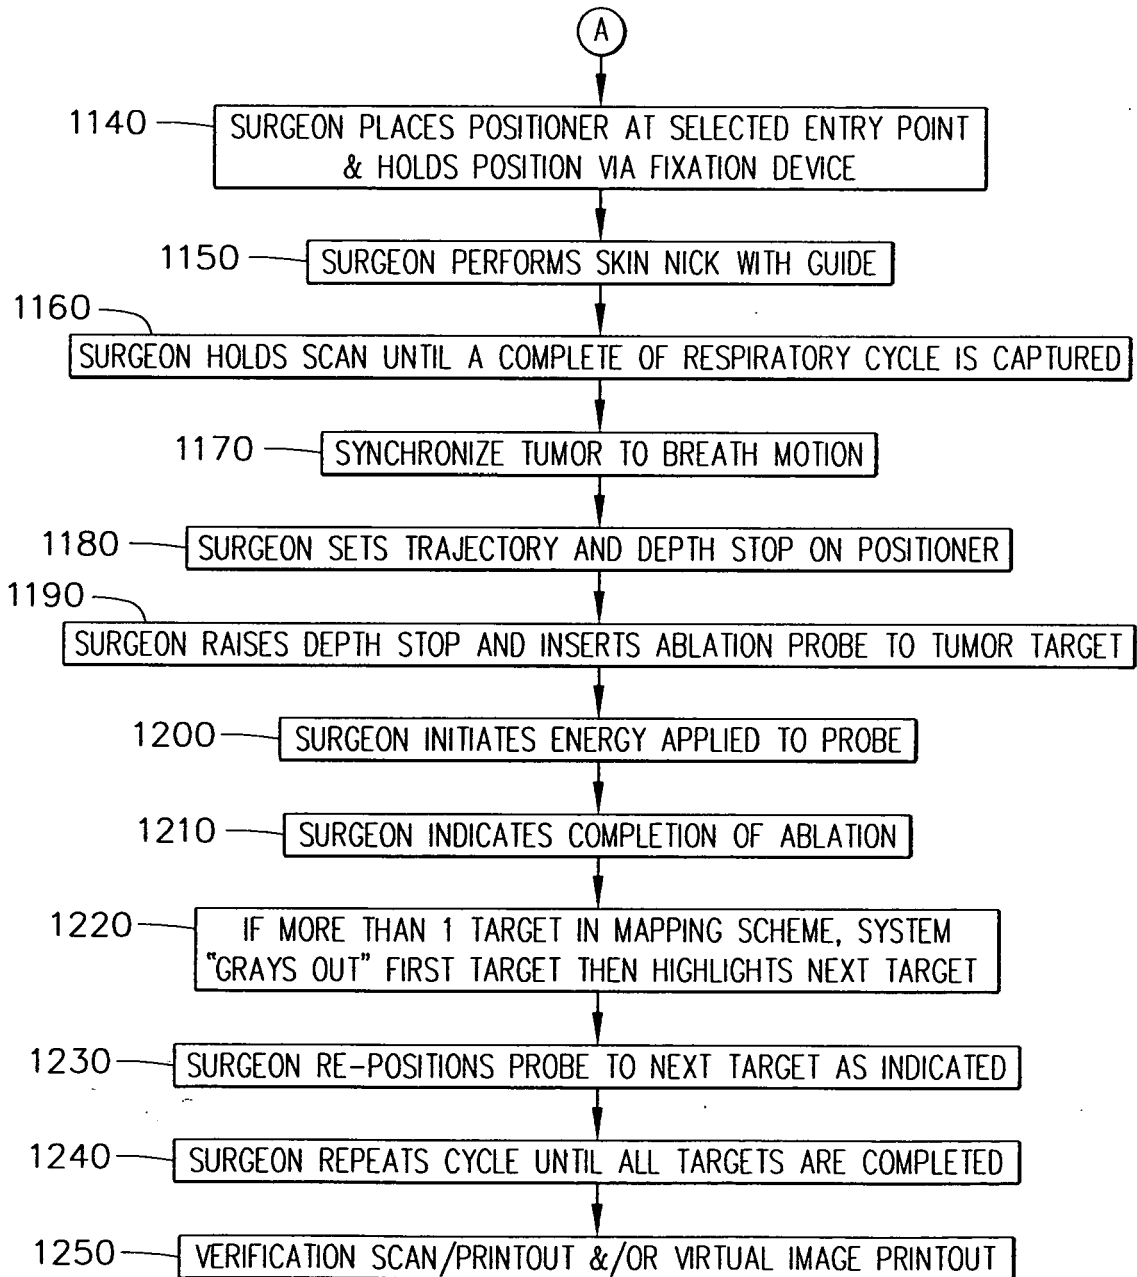 A
1140 SURGEON PLACES POSITIONER AT SELECTED ENTRY POINT
& HOLDS POSITION VIA FIXATION DEVICE
1150 SURGEON PERFORMS SKIN NICK WITH GUIDE
1160
SURGEON HOLDS SCAN UNTIL A COMPLETE OF RESPIRATORY CYCLE IS CAPTURED
1170 SYNCHRONIZE TUMOR TO BREATH MOTION
1180 SURGEON SETS TRAJECTORY AND DEPTH STOP ON POSITIONER
1190
SURGEON RAISES DEPTH STOP AND INSERTS ABLATION PROBE TO TUMOR TARGET
1200 SURGEON INITIATES ENERGY APPLIED TO PROBE
1210 SURGEON INDICATES COMPLETION OF ABLATION
1220 IF MORE THAN 1 TARGET IN MAPPING SCHEME, SYSTEM
"GRAYS OUT" FIRST TARGET THEN HIGHLIGHTS NEXT TARGET
1230 SURGEON RE-POSITIONS PROBE TO NEXT TARGET AS INDICATED
1240 SURGEON REPEATS CYCLE UNTIL ALL TARGETS ARE COMPLETED
1250 VERIFICATION SCAN/PRINTOUT &/OR VIRTUAL IMAGE PRINTOUT